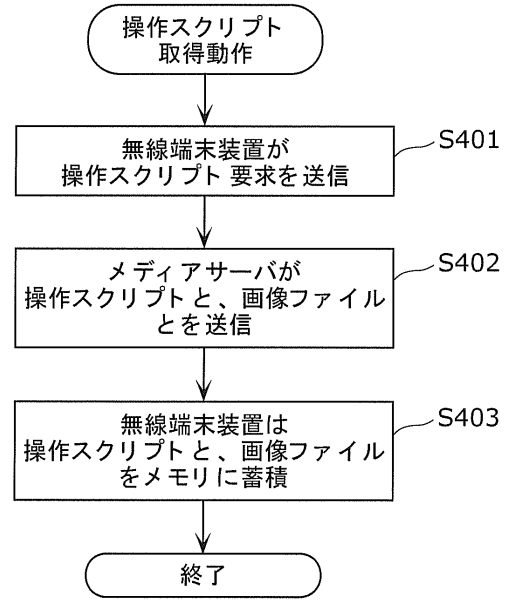 操作スクリプト
取得動作
無線端末装置が
操作スクリプト 要求を送信
S401
メディアサーバが
操作スクリプトと、画像ファイル
とを送信
S402
無線端末装置は
操作スクリプトと、画像ファイル
をメモリに蓄積
S403
終了